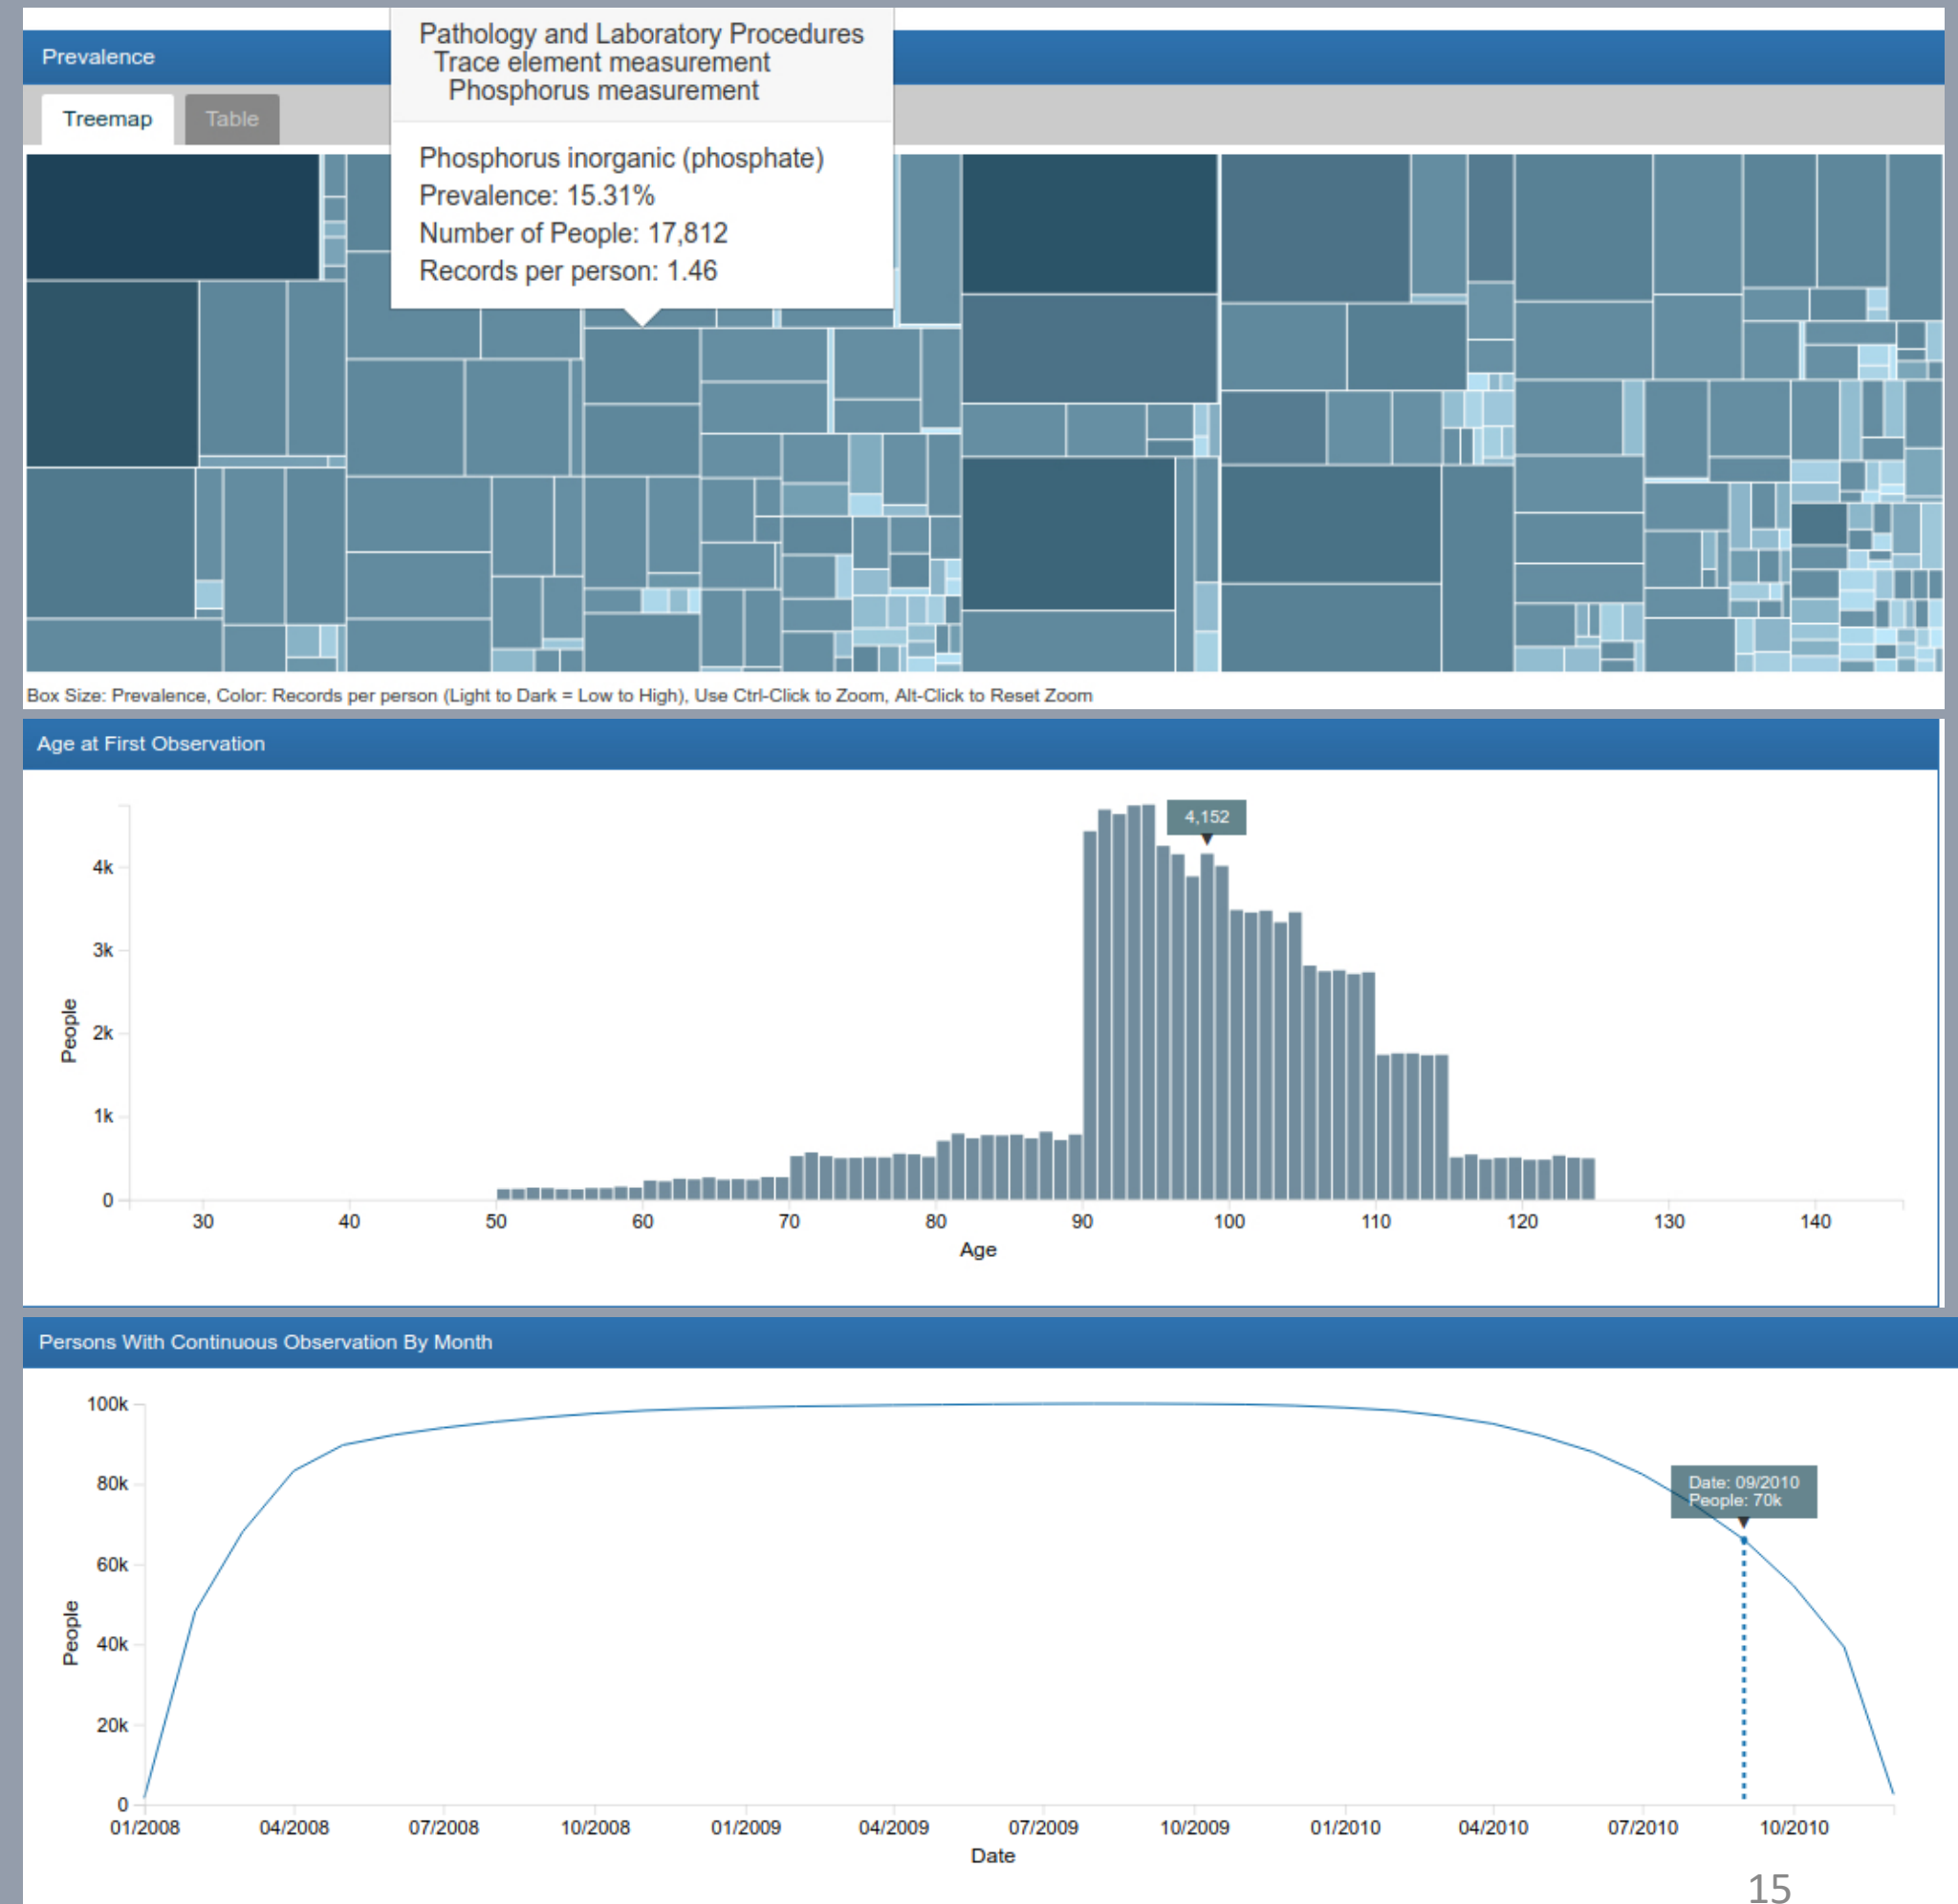 Prevalence
Pathology and Laboratory Procedures
Trace element measurement
Phosphorus measurement
Treemap
Table
Phosphorus inorganic (phosphate)
Prevalence: 15.31%
Number of People: 17,812
Records per person: 1.46
Box Size: Prevalence, Color: Records per person (Light to Dark = Low to High), Use Ctrl-Click to Zoom, Alt-Click to Reset Zoom
Age at First Observation
4,152
4k
3k
2k
1k
0
People
30 40 50 60 70 80 90 100 110 120 130 140
Age
Persons With Continuous Observation By Month
100k
80k
Date: 09/2010
People: 70k
60k
40k
20k
0
People
01/2008 04/2008 07/2008 10/2008 01/2009 04/2009 07/2009 10/2009 01/2010 04/2010 07/2010 10/2010
Date
15